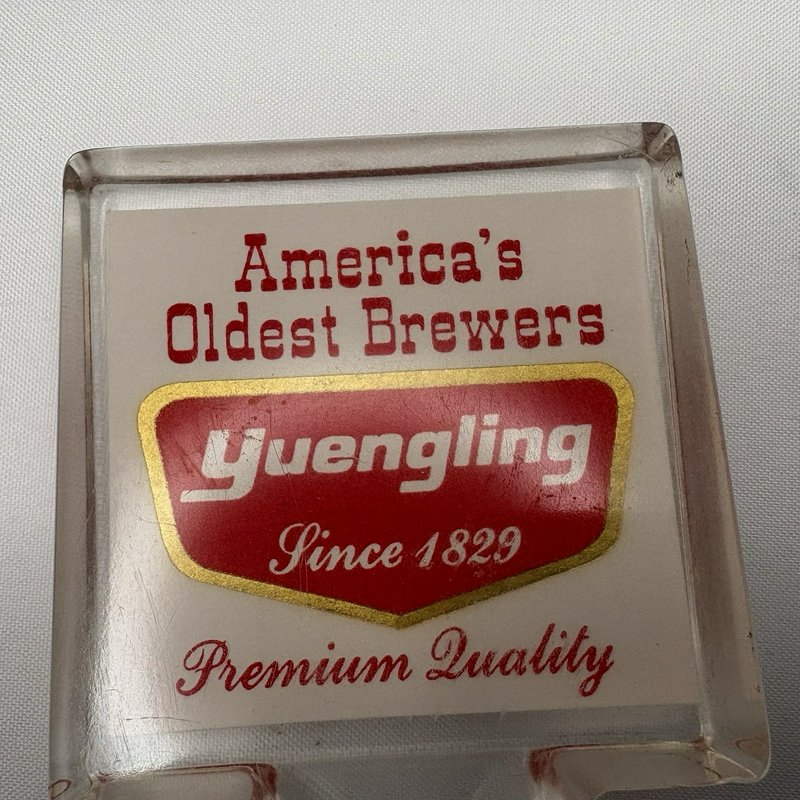 America's
Oldest Brewers
Yuengling
Since 1829
Premium Quality